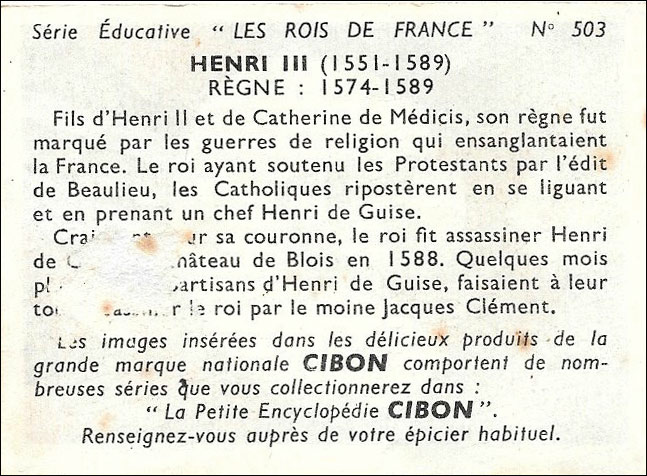 Série Éducative “ LES ROIS DE FRANCE ” N° 503
HENRI III (1551-1589)
RÈGNE : 1574-1589
Fils d’Henri II et de Catherine de Médicis, son règne fut
marqué par les guerres de religion qui ensanglantaient
la France. Le roi ayant soutenu les Protestants par l’édit
de Beaulieu, les Catholiques ripostèrent en se liguant
et en prenant un chef Henri de Guise.
sa couronne, le roi fit assassiner Henri
de de Blois en 1588. Quelques mois
d’Henri de Guise, faisaient à leur
le roi par le moine Jacques Clément.
Les images insérées dans les délicieux produits de la
grande marque nationale CIBON comportent de nom-
breuses séries que vous collectionnerez dans :
“ La Petite Encyclopédie CIBON ”.
Renseignez-vous auprès de votre épicier habituel.